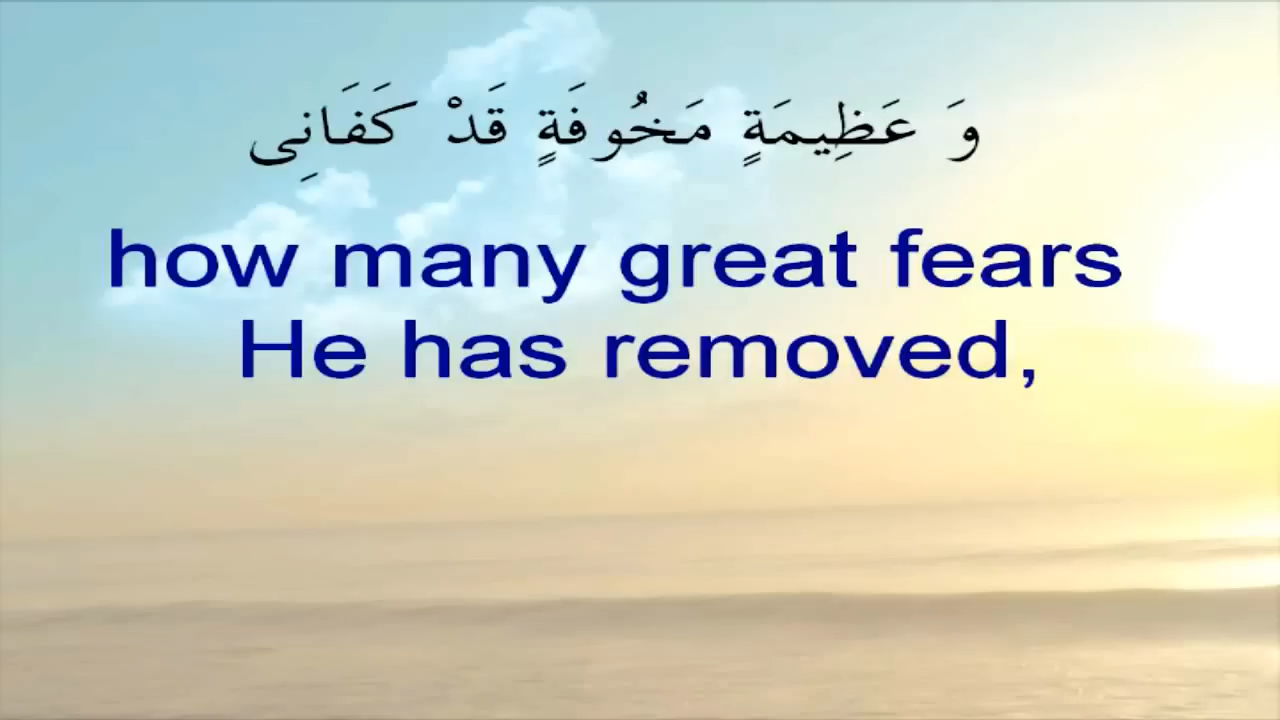 وَ عَظِيمَةٍ مَخُوفَةٍ قَدْ كَفَانِى
how many great fears
He has removed,